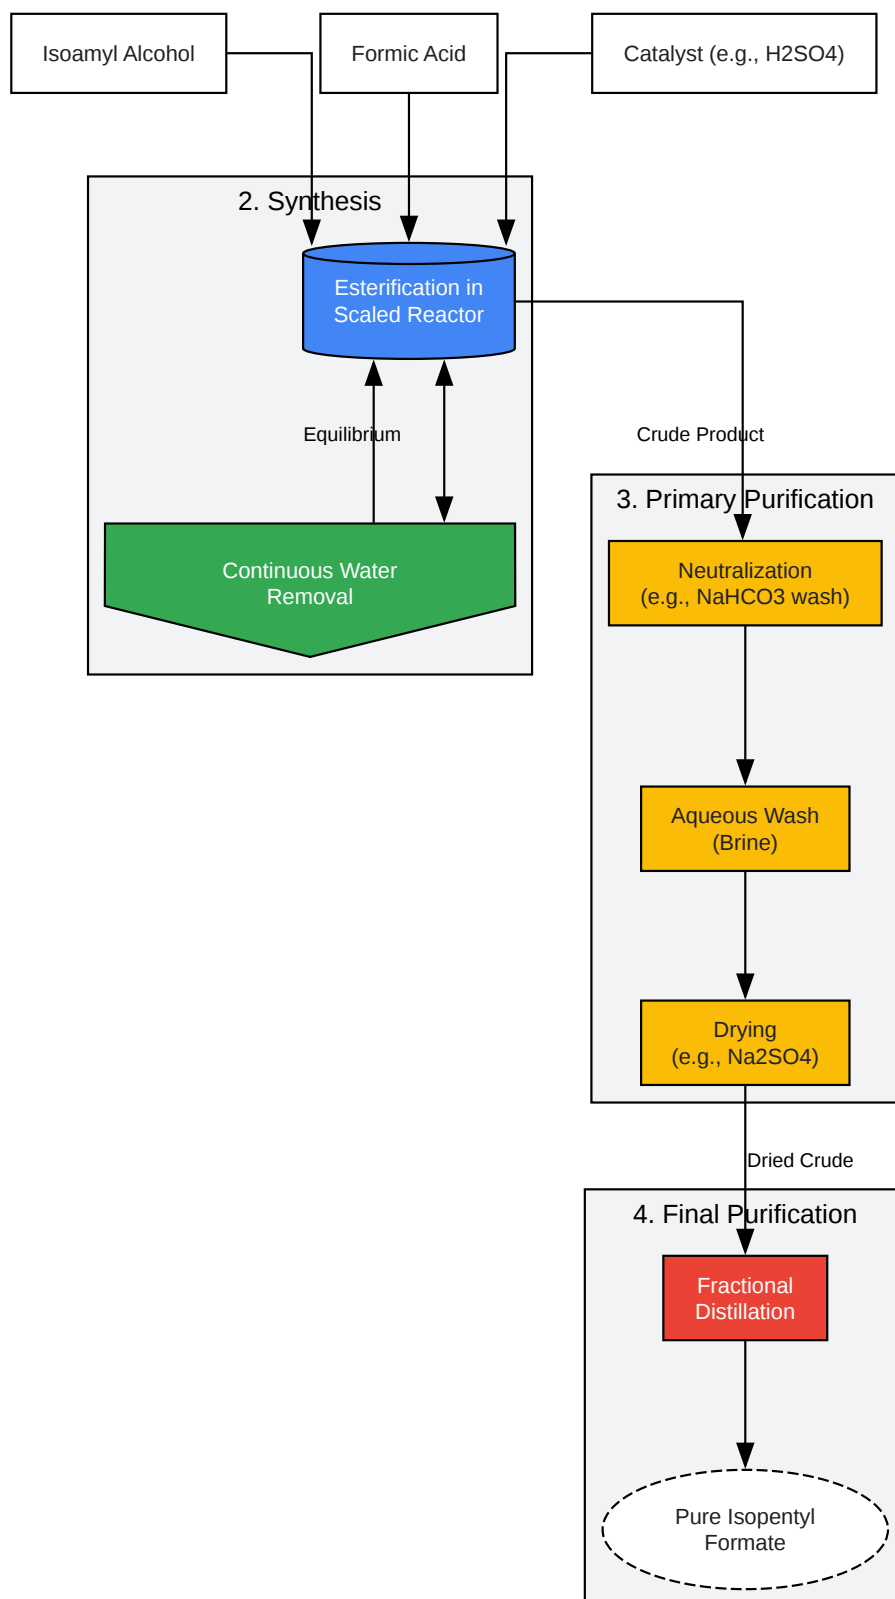 Isoamyl Alcohol
Formic Acid
Catalyst (e.g., H2SO4)
2. Synthesis
Esterification in
Scaled Reactor
Equilibrium
Crude Product
Continuous Water
Removal
3. Primary Purification
Neutralization
(e.g., NaHCO3 wash)
Aqueous Wash
(Brine)
Drying
(e.g., Na2SO4)
Dried Crude
4. Final Purification
Fractional
Distillation
Pure Isopentyl
Formate